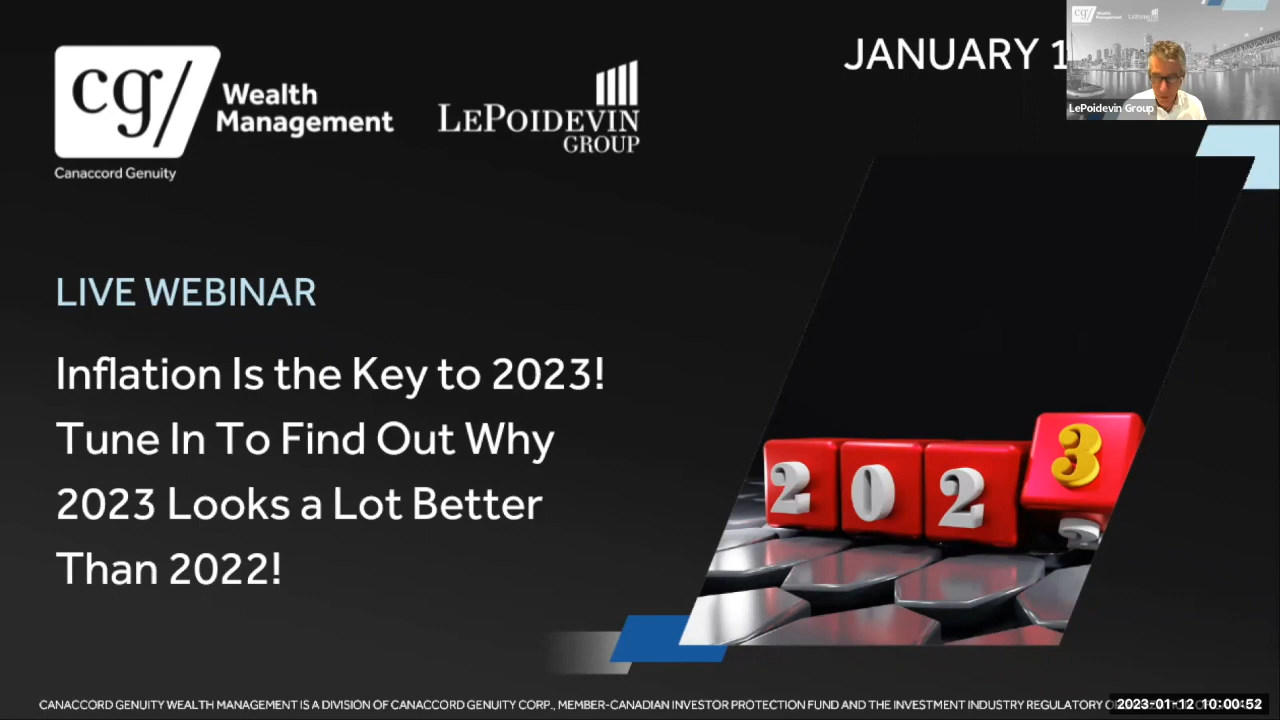 cg/ Wealth
Management
Canaccord Genuity
LEPOIDEVIN
GROUP
JANUARY 1
cg/ Wealth
Management
LePoidevin Group
LIVE WEBINAR
Inflation Is the Key to 2023!
Tune In To Find Out Why
2023 Looks a Lot Better
Than 2022!
2023
CANACCORD GENUITY WEALTH MANAGEMENT IS A DIVISION OF CANACCORD GENUITY CORP., MEMBER-CANADIAN INVESTOR PROTECTION FUND AND THE INVESTMENT INDUSTRY REGULATORY
2023-01-12 10:00:52